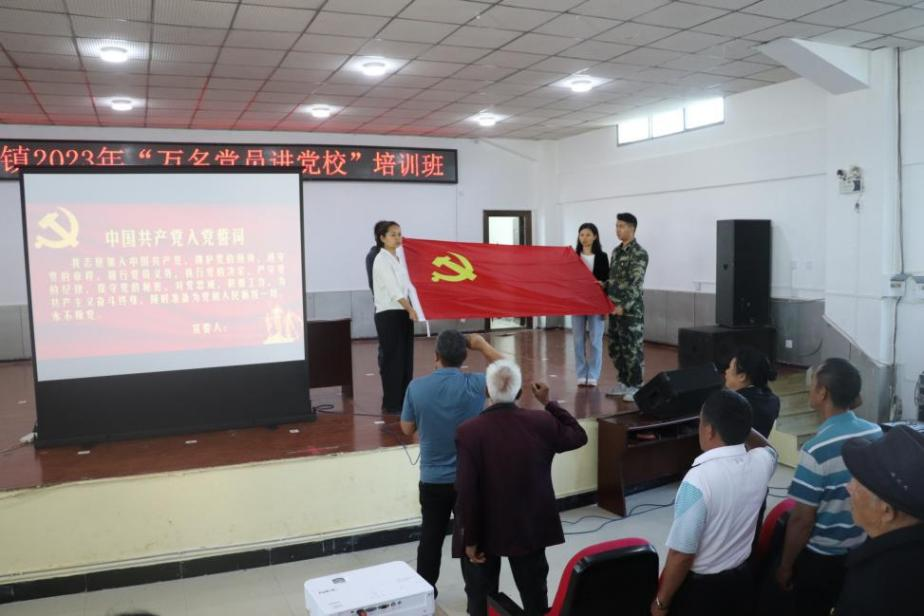 镇2023年“万名党员进党校”培训班
中国共产党入党誓词
我志愿加入中国共产党，拥护党的纲领，遵守
党的章程，履行党员义务，执行党的决定，严守党
的纪律，保守党的秘密，对党忠诚，积极工作，为
共产主义奋斗终身，随时准备为党和人民牺牲一切，
永不叛党。
宣誓人：